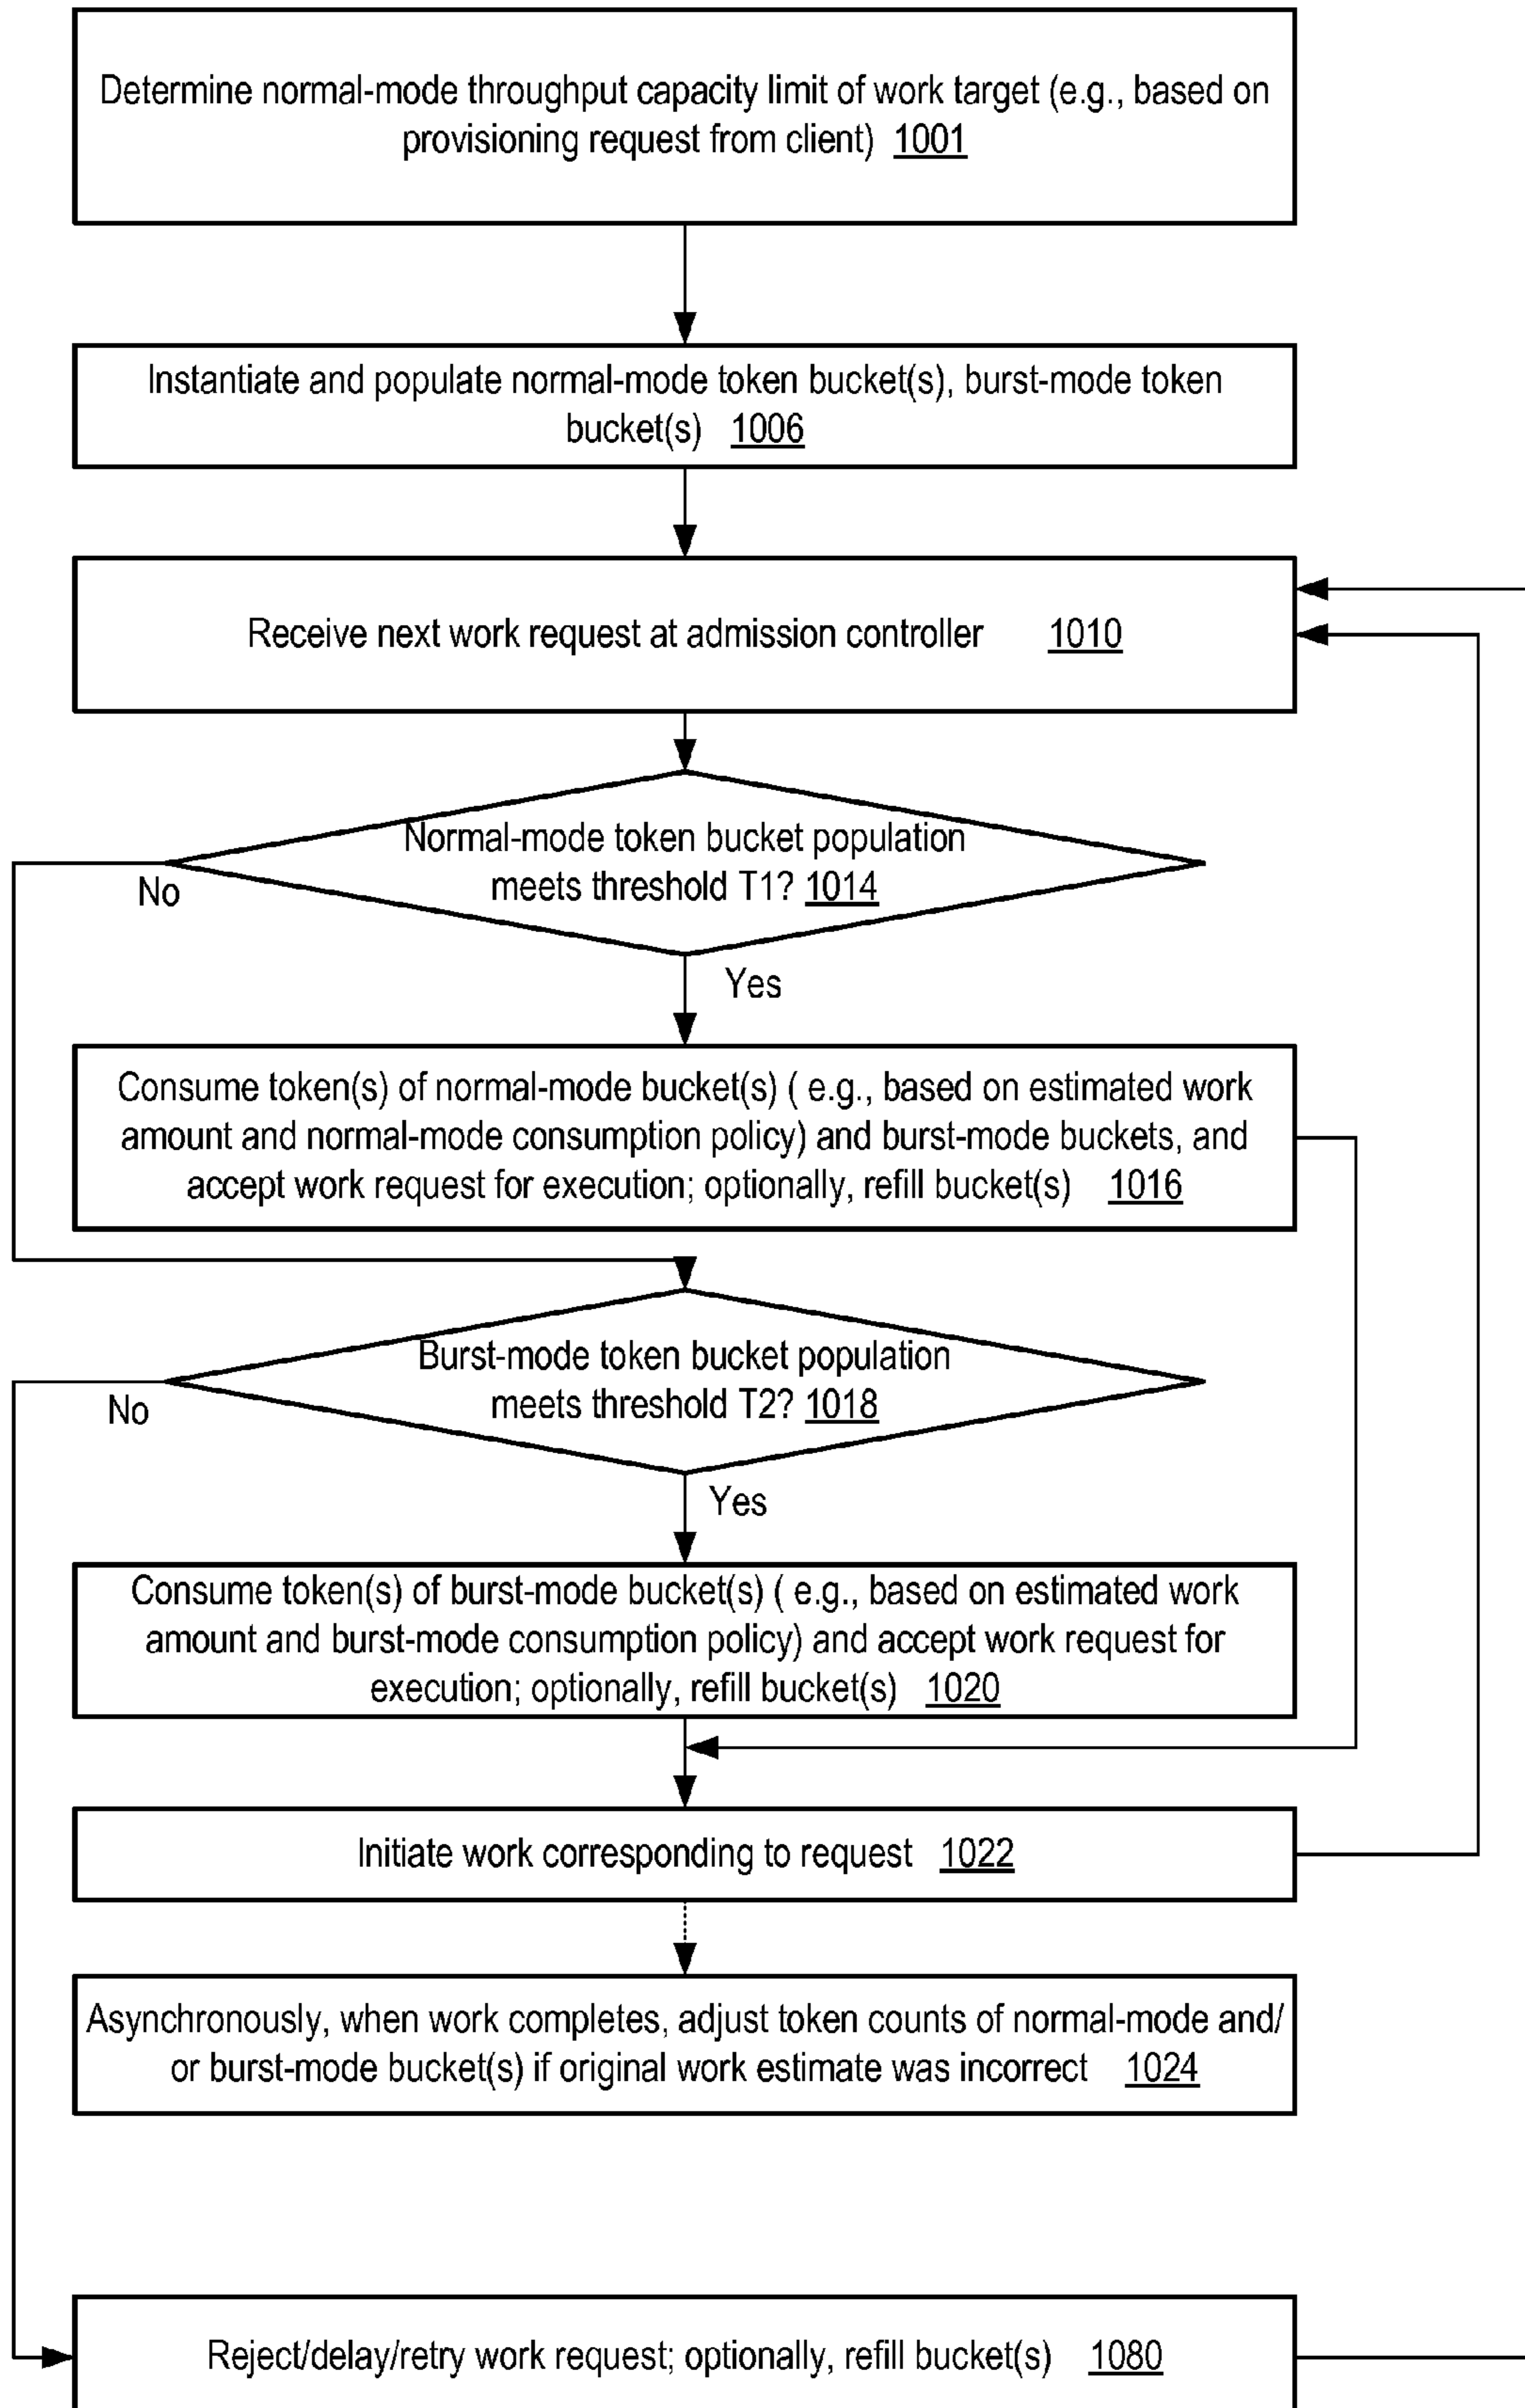 Determine normal-mode throughput capacity limit of work target (e.g., based on
provisioning request from client) 1001
Instantiate and populate normal-mode token bucket(s), burst-mode token
bucket(s) 1006
Receive next work request at admission controller 1010
Normal-mode token bucket population
meets threshold T1? 1014
No
Yes
Consume token(s) of normal-mode bucket(s) ( e.g., based on estimated work
amount and normal-mode consumption policy) and burst-mode buckets, and
accept work request for execution; optionally, refill bucket(s) 1016
Burst-mode token bucket population
meets threshold T2? 1018
No
Yes
Consume token(s) of burst-mode bucket(s) ( e.g., based on estimated work
amount and burst-mode consumption policy) and accept work request for
execution; optionally, refill bucket(s) 1020
Initiate work corresponding to request 1022
Asynchronously, when work completes, adjust token counts of normal-mode and/
or burst-mode bucket(s) if original work estimate was incorrect 1024
Reject/delay/retry work request; optionally, refill bucket(s) 1080